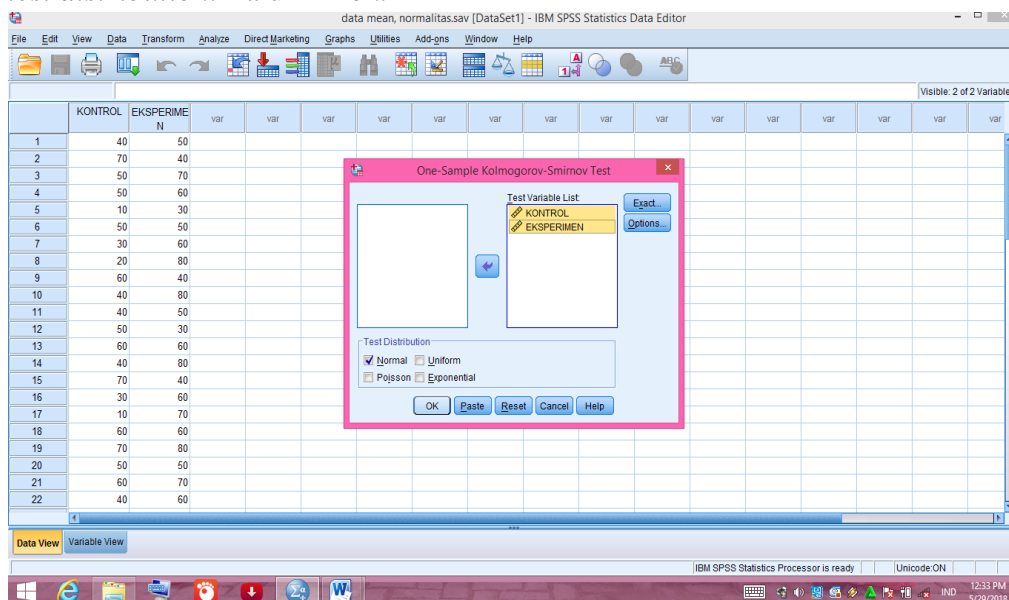 data mean, normalitas.sav [DataSet1] - IBM SPSS Statistics Data Editor
File Edit View Data Transform Analyze Direct Marketing Graphs Utilities Add-ons Window Help
Visible: 2 of 2 Variable
KONTROL EKSPERIME
N var var var var var var var var var var var var var var
1 40 50
2 70 40
3 50 70
4 50 60
5 10 30
6 50 50
7 30 60
8 20 80
9 60 40
10 40 80
11 40 50
12 50 30
13 60 60
14 40 80
15 70 40
16 30 60
17 10 70
18 60 60
19 70 80
20 50 50
21 60 70
22 40 60
One-Sample Kolmogorov-Smirnov Test
Test Variable List:
KONTROL
EKSPERIMEN
Exact...
Options...
Test Distribution
Normal Uniform
Poisson Exponential
OK Paste Reset Cancel Help
Data View Variable View
IBM SPSS Statistics Processor is ready Unicode:ON
IND 12:33 PM
5/29/2018